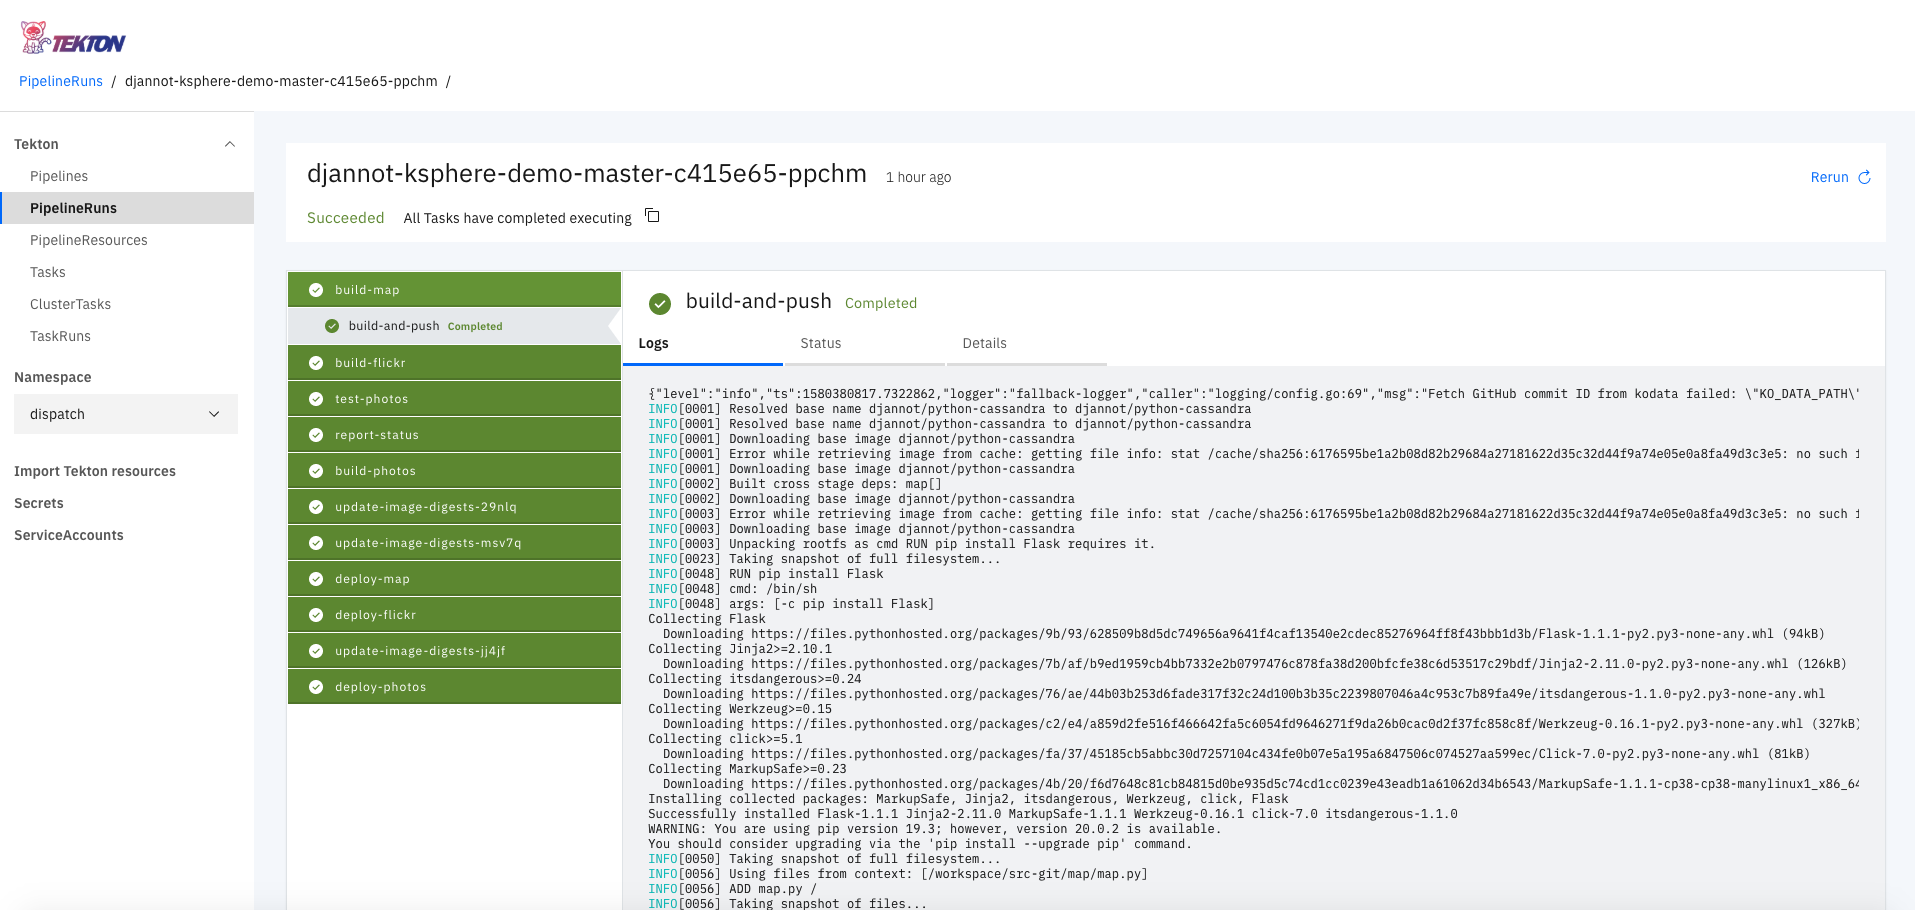 TEKTON
PipelineRuns / djannot-ksphere-demo-master-c415e65-ppchm /
Tekton
Pipelines
PipelineRuns
PipelineResources
Tasks
ClusterTasks
TaskRuns
Namespace
dispatch
Import Tekton resources
Secrets
ServiceAccounts
djannot-ksphere-demo-master-c415e65-ppchm 1 hour ago
Rerun
Succeeded All Tasks have completed executing
build-map
build-and-push Completed
build-flickr
test-photos
report-status
build-photos
update-image-digests-29nlq
update-image-digests-msv7q
deploy-map
deploy-flickr
update-image-digests-jj4jf
deploy-photos
build-and-push Completed
Logs Status Details
{"level":"info","ts":1580380817.7322862,"logger":"fallback-logger","caller":"logging/config.go:69","msg":"Fetch GitHub commit ID from kodata failed: \"KO_DATA_PATH\"
INFO[0001] Resolved base name djannot/python-cassandra to djannot/python-cassandra
INFO[0001] Resolved base name djannot/python-cassandra to djannot/python-cassandra
INFO[0001] Downloading base image djannot/python-cassandra
INFO[0001] Error while retrieving image from cache: getting file info: stat /cache/sha256:6176595be1a2b08d82b29684a27181622d35c32d44f9a74e05e0a8fa49d3c3e5: no such
INFO[0001] Downloading base image djannot/python-cassandra
INFO[0002] Built cross stage deps: map[]
INFO[0002] Downloading base image djannot/python-cassandra
INFO[0003] Error while retrieving image from cache: getting file info: stat /cache/sha256:6176595be1a2b08d82b29684a27181622d35c32d44f9a74e05e0a8fa49d3c3e5: no such
INFO[0003] Downloading base image djannot/python-cassandra
INFO[0003] Unpacking rootfs as cmd RUN pip install Flask requires it.
INFO[0023] Taking snapshot of full filesystem...
INFO[0048] RUN pip install Flask
INFO[0048] cmd: /bin/sh
INFO[0048] args: [-c pip install Flask]
Collecting Flask
Downloading https://files.pythonhosted.org/packages/9b/93/628509b8d5dc749656a9641f4caf13540e2cdec85276964ff8f43bbb1d3b/Flask-1.1.1-py2.py3-none-any.whl (94kB)
Collecting Jinja2>=2.10.1
Downloading https://files.pythonhosted.org/packages/7b/af/b9ed1959cb4bb7332e2b0797476c878fa38d200bfcfe38c6d53517c29bdf/Jinja2-2.11.0-py2.py3-none-any.whl (126kB)
Collecting itsdangerous>=0.24
Downloading https://files.pythonhosted.org/packages/76/ae/44b03b253d6fade317f32c24d100b3b35c2239807046a4c953c7b89fa49e/itsdangerous-1.1.0-py2.py3-none-any.whl
Collecting Werkzeug>=0.15
Downloading https://files.pythonhosted.org/packages/c2/e4/a859d2fe516f466642fa5c6054fd9646271f9da26b0cac0d2f37fc858c8f/Werkzeug-0.16.1-py2.py3-none-any.whl (327kB)
Collecting click>=5.1
Downloading https://files.pythonhosted.org/packages/fa/37/45185cb5abbc30d7257104c434fe0b07e5a195a6847506c074527aa599ec/Click-7.0-py2.py3-none-any.whl (81kB)
Collecting MarkupSafe>=0.23
Downloading https://files.pythonhosted.org/packages/4b/20/f6d7648c81cb84815d0be935d5c74cd1cc0239e43eadb1a61062d34b6543/MarkupSafe-1.1.1-cp38-cp38-manylinux1_x86_64
Installing collected packages: MarkupSafe, Jinja2, itsdangerous, Werkzeug, click, Flask
Successfully installed Flask-1.1.1 Jinja2-2.11.0 MarkupSafe-1.1.1 Werkzeug-0.16.1 click-7.0 itsdangerous-1.1.0
WARNING: You are using pip version 19.3; however, version 20.0.2 is available.
You should consider upgrading via the 'pip install --upgrade pip' command.
INFO[0050] Taking snapshot of full filesystem...
INFO[0056] Using files from context: [/workspace/src-git/map/map.py]
INFO[0056] ADD map.py /
INFO[0056] Taking snapshot of files...